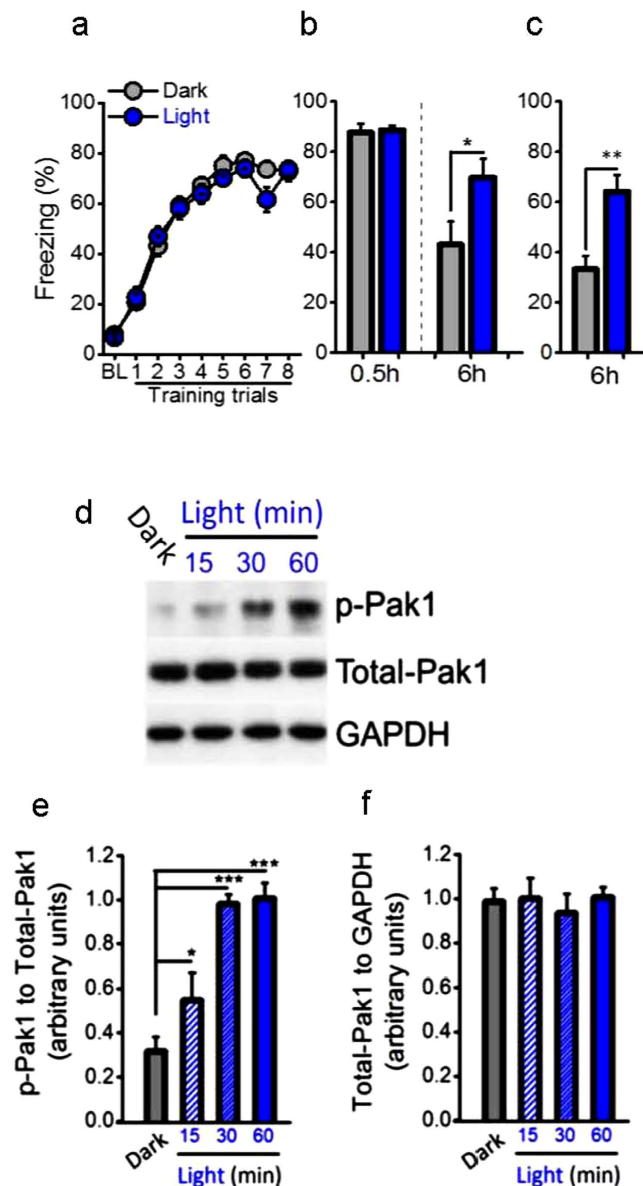 a
b
c
Dark
Light
Freezing (%)
100
80
60
40
20
0
BL 1 2 3 4 5 6 7 8
Training trials
100
80
60
40
20
0
*
0.5h
6h
100
80
60
40
20
0
**
6h
d
Dark
Light (min)
15 30 60
p-Pak1
Total-Pak1
GAPDH
e
p-Pak1 to Total-Pak1
(arbitrary units)
1.2
1.0
0.8
0.6
0.4
0.2
0.0
***
***
*
Dark
15 30 60
Light (min)
f
Total-Pak1 to GAPDH
(arbitrary units)
1.2
1.0
0.8
0.6
0.4
0.2
0.0
Dark
15 30 60
Light (min)